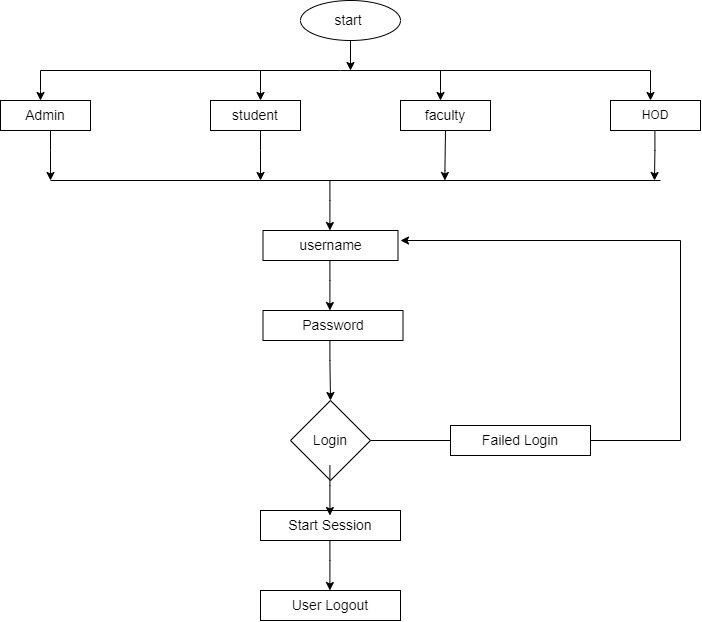 start
Admin
student
faculty
HOD
username
Password
Login
Failed Login
Start Session
User Logout